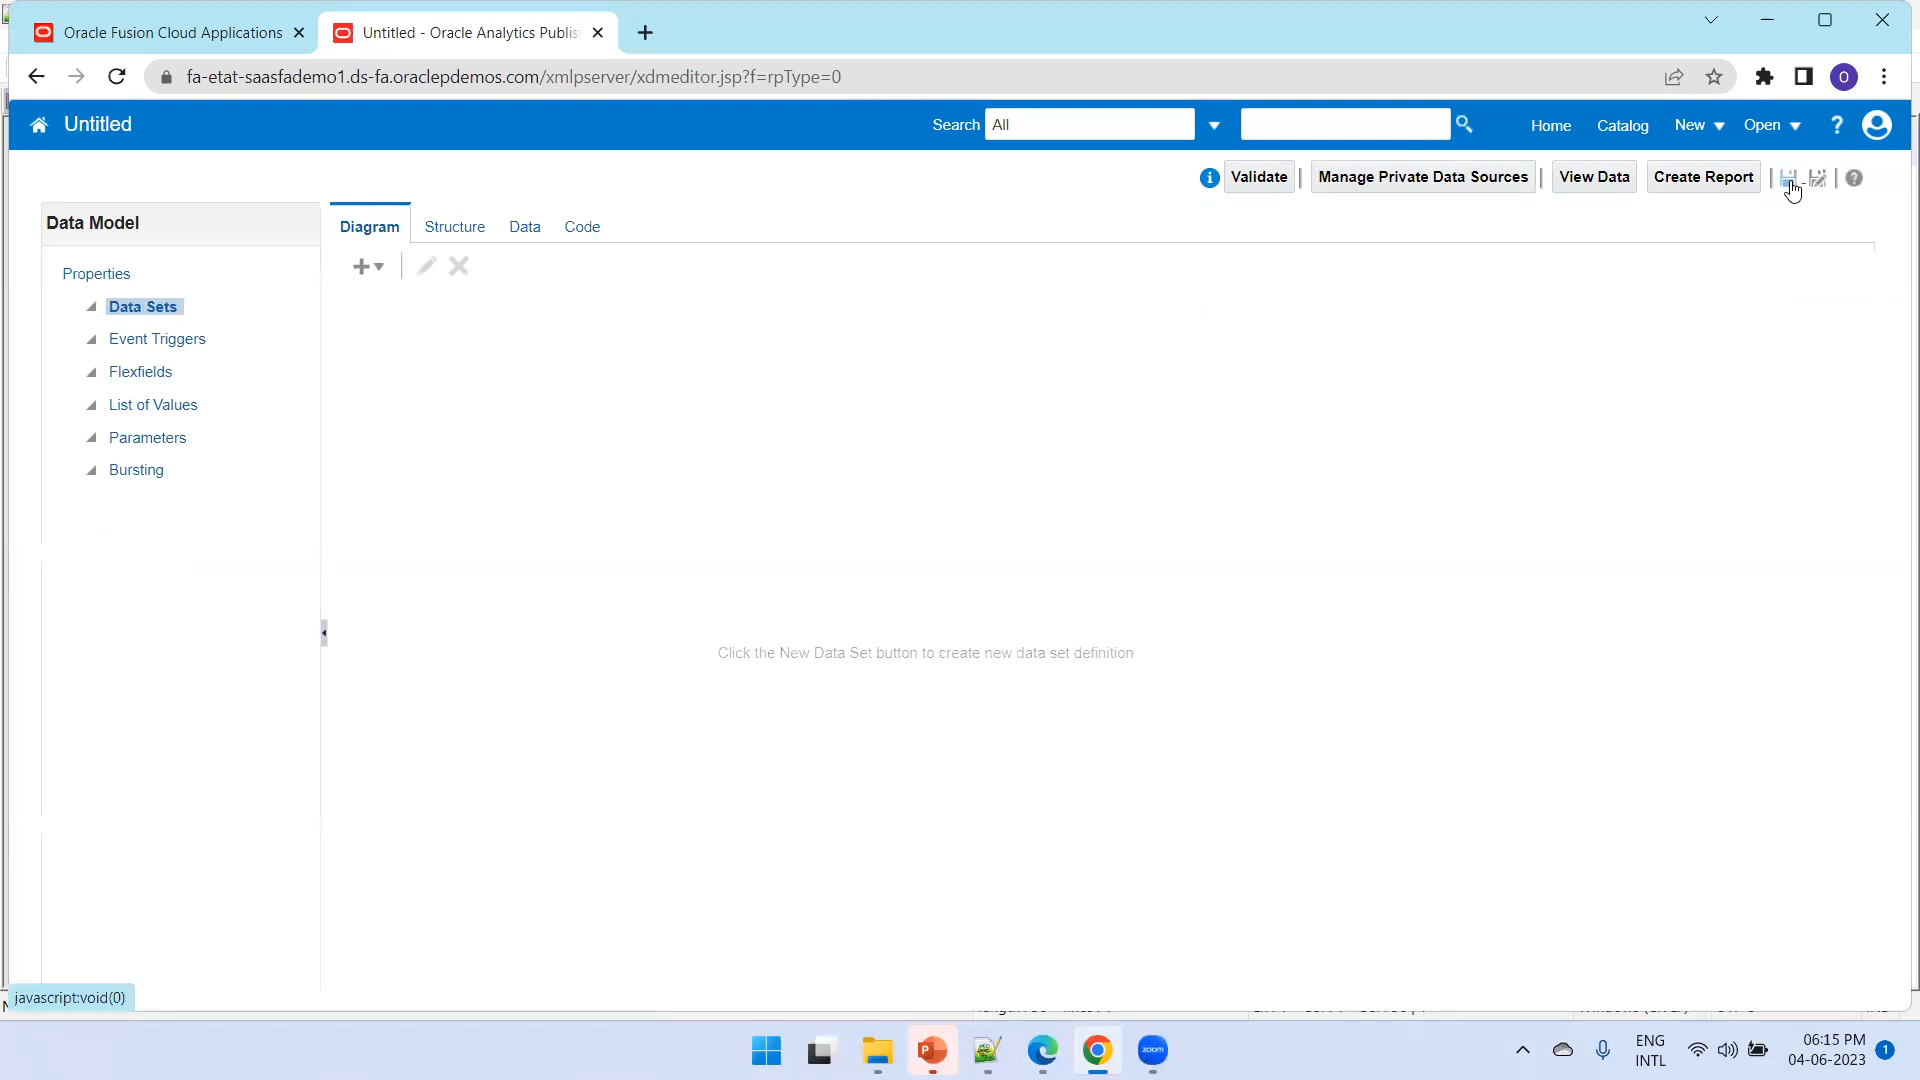 Oracle Fusion Cloud Applications
Untitled - Oracle Analytics Publis
fa-etat-saasfademo1.ds-fa.oraclepdemos.com/xmlpserver/xdmeditor.jsp?f=rpType=0
O
Untitled
Search
All
Home
Catalog
New
Open
?
Validate
Manage Private Data Sources
View Data
Create Report
Data Model
Diagram
Structure
Data
Code
Properties
Data Sets
Event Triggers
Flexfields
List of Values
Parameters
Bursting
Click the New Data Set button to create new data set definition
javascript:void(0)
zoom
ENG
INTL
06:15 PM
04-06-2023
1